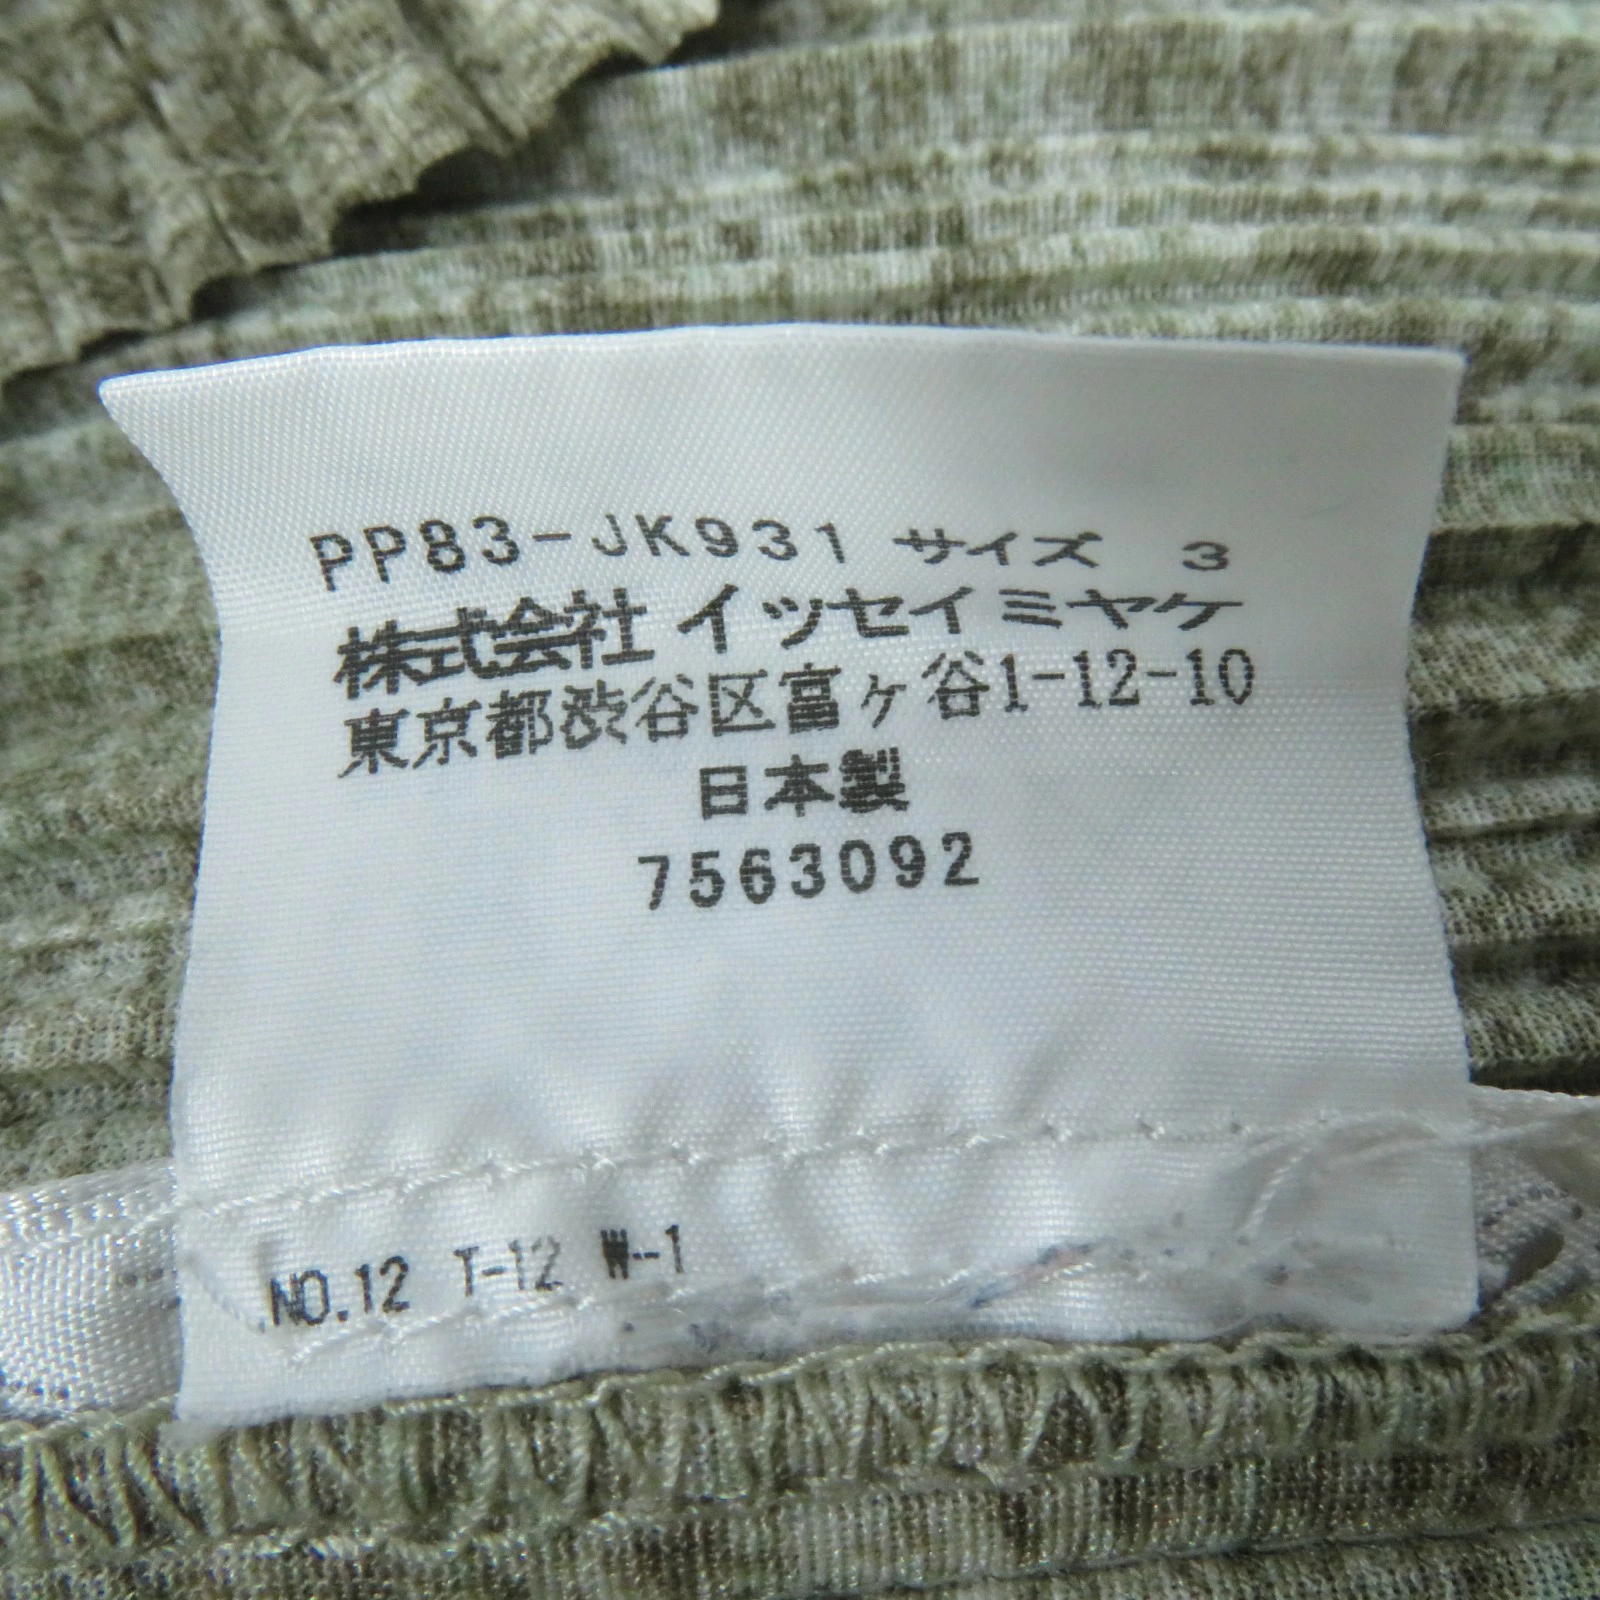 PP83-JK931 サイズ 3
株式会社 イッセイミヤケ
東京都渋谷区富ヶ谷1-12-10
日本製
7563092
NO.12 T-12 W-1